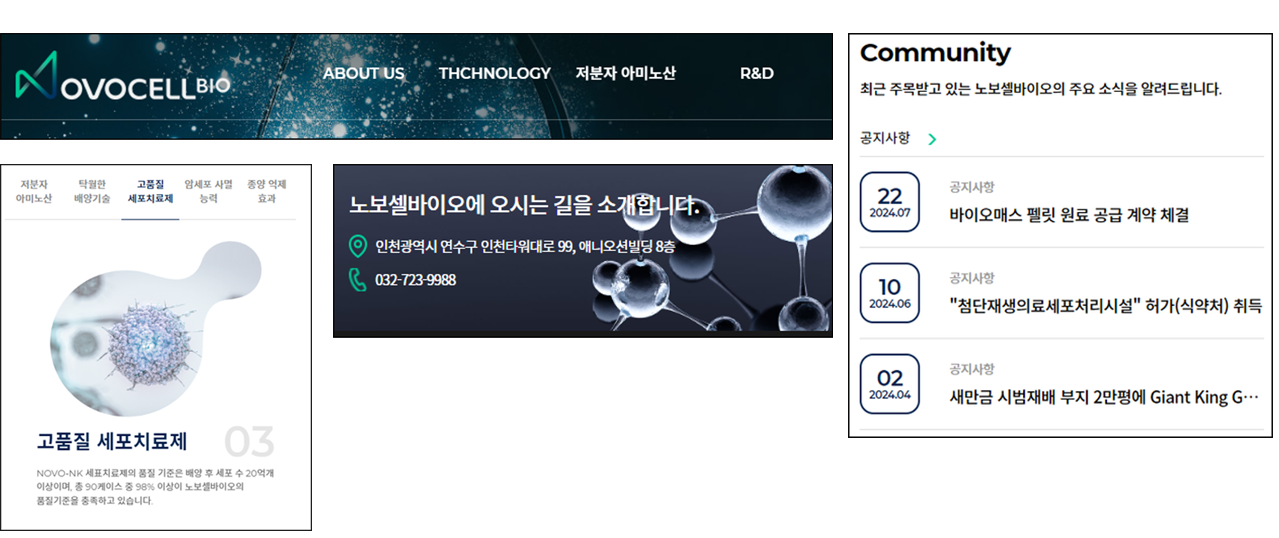 NOVOCELL BIO
ABOUT US THCHNOLOGY 저분자 아미노산 R&D
저분자 아미노산
탁월한 배양기술
고품질 세포치료제
암세포 사멸 능력
종양 억제 효과
고품질 세포치료제
03
NOVO-NK 세표치료제의 품질 기준은 배양 후 세포 수 20억개
이상이며, 총 90케이스 중 98% 이상이 노보셀바이오의
품질기준을 충족하고 있습니다.
노보셀바이오에 오시는 길을 소개합니다.
인천광역시 연수구 인천타워대로 99, 애니오션빌딩 8층
032-723-9988
Community
최근 주목받고 있는 노보셀바이오의 주요 소식을 알려드립니다.
공지사항
22
2024.07
공지사항
바이오매스 펠릿 원료 공급 계약 체결
10
2024.06
공지사항
"첨단재생의료세포처리시설" 허가(식약처) 취득
02
2024.04
공지사항
새만금 시범재배 부지 2만평에 Giant King G…